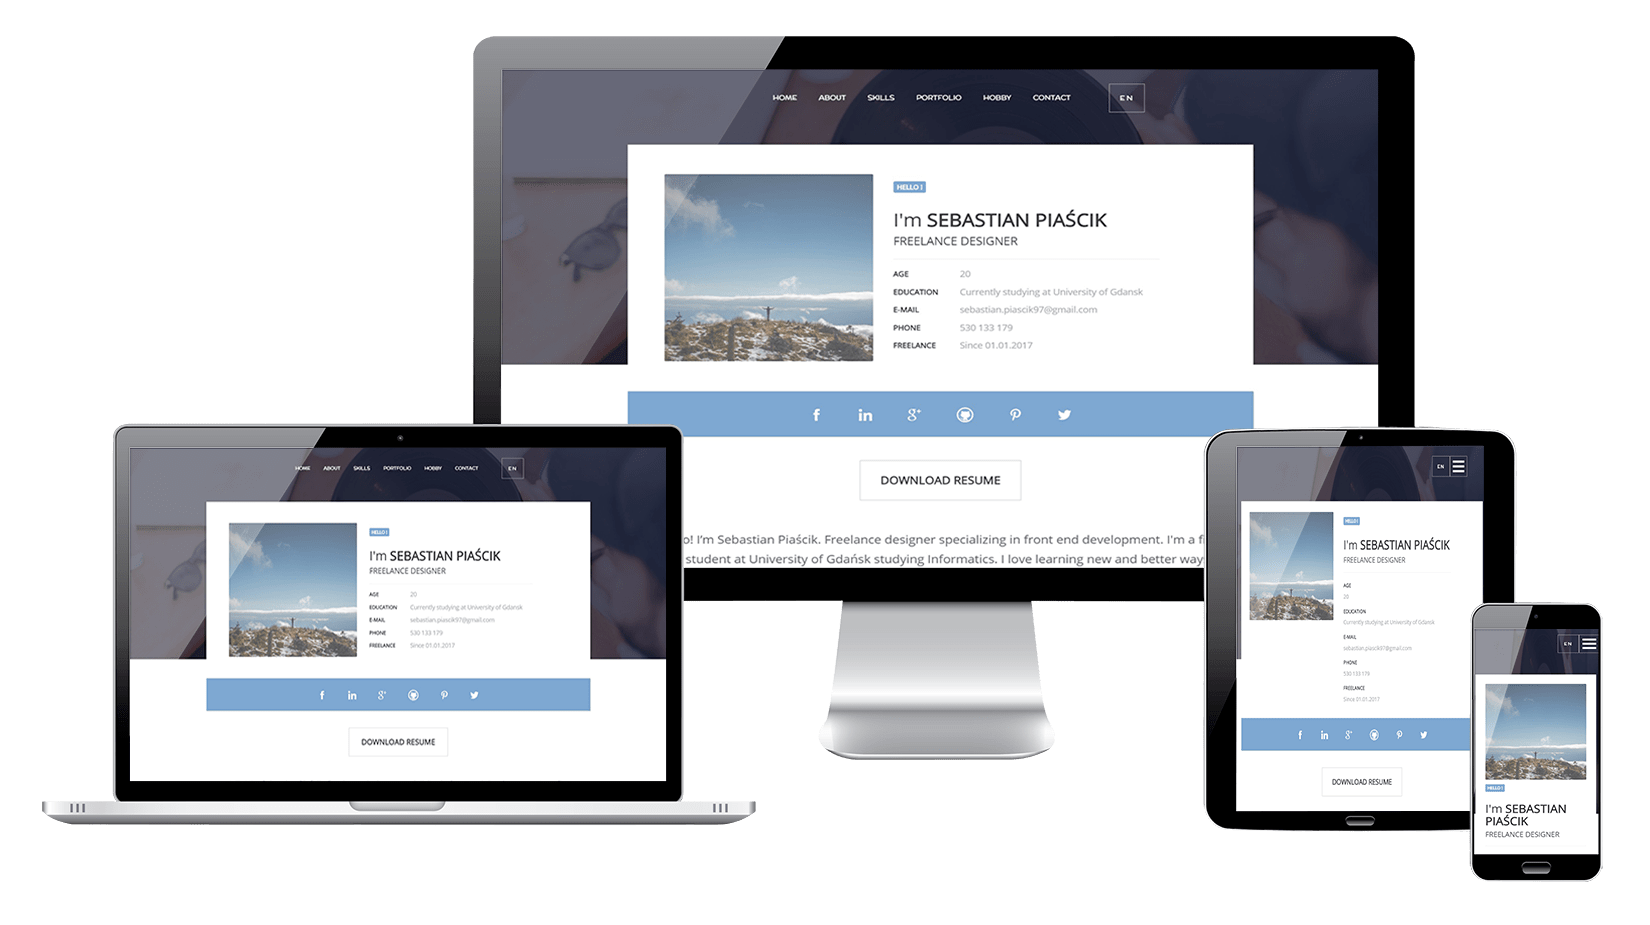 HOME ABOUT SKILLS PORTFOLIO HOBBY CONTACT EN
HELLO !
I'm SEBASTIAN PIAŚCIK
FREELANCE DESIGNER
AGE 20
EDUCATION Currently studying at University of Gdansk
E-MAIL sebastian.piascik97@gmail.com
PHONE 530 133 179
FREELANCE Since 01.01.2017
f in g+
DOWNLOAD RESUME
o! I'm Sebastian Piaścik. Freelance designer specializing in front end development. I'm a fi
student at University of Gdańsk studying Informatics. I love learning new and better way
HOME ABOUT SKILLS PORTFOLIO HOBBY CONTACT EN
HELLO !
I'm SEBASTIAN PIAŚCIK
FREELANCE DESIGNER
AGE 20
EDUCATION Currently studying at University of Gdansk
E-MAIL sebastian.piascik97@gmail.com
PHONE 530 133 179
FREELANCE Since 01.01.2017
f in g+
DOWNLOAD RESUME
EN
HELLO !
I'm SEBASTIAN PIAŚCIK
FREELANCE DESIGNER
AGE
20
EDUCATION
Currently studying at University of Gdansk
E-MAIL
sebastian.piascik97@gmail.com
PHONE
530 133 179
FREELANCE
Since 01.01.2017
f in g+
DOWNLOAD RESUME
EN
HELLO !
I'm SEBASTIAN
PIAŚCIK
FREELANCE DESIGNER